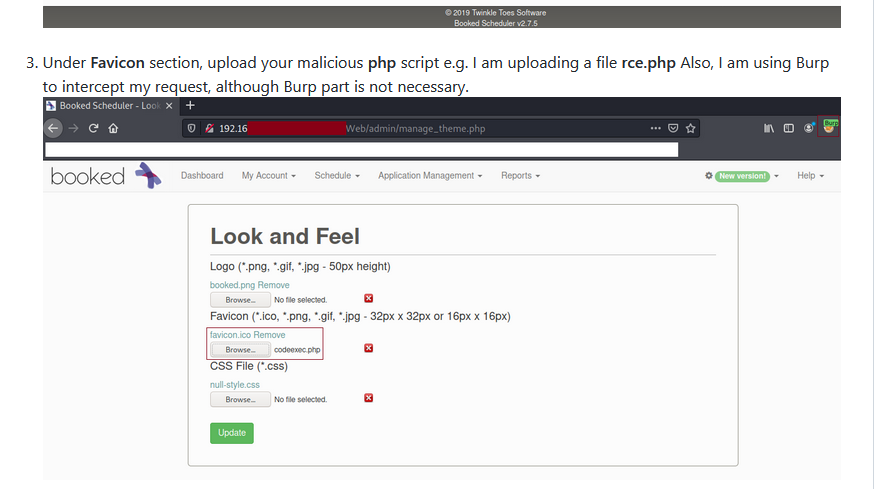 © 2019 Twinkle Toes Software
Booked Scheduler v2.7.5
3. Under Favicon section, upload your malicious php script e.g. I am uploading a file rce.php Also, I am using Burp
to intercept my request, although Burp part is not necessary.
Booked Scheduler - Look
192.16 Web/admin/manage_theme.php
Burp
booked Dashboard My Account Schedule Application Management Reports New version! Help
Look and Feel
Logo (*.png, *.gif, *.jpg - 50px height)
booked.png Remove
Browse... No file selected.
Favicon (*.ico, *.png, *.gif, *.jpg - 32px x 32px or 16px x 16px)
favicon.ico Remove
Browse... codeexec.php
CSS File (*.css)
null-style.css
Browse... No file selected.
Update